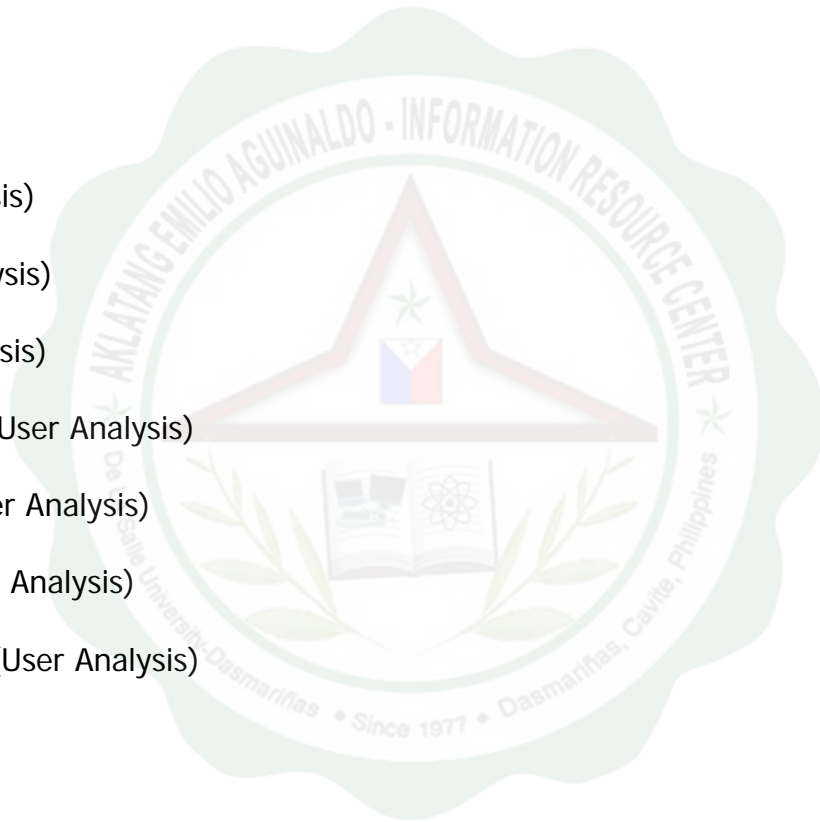 AKLATANG EMILIO AGUINALDO - INFORMATION RESOURCE CENTER
is)
ysis)
sis)
User Analysis)
er Analysis)
Analysis)
(User Analysis)
De La Salle University-Dasmariñas • Since 1977 • Dasmariñas, Cavite, Philippines